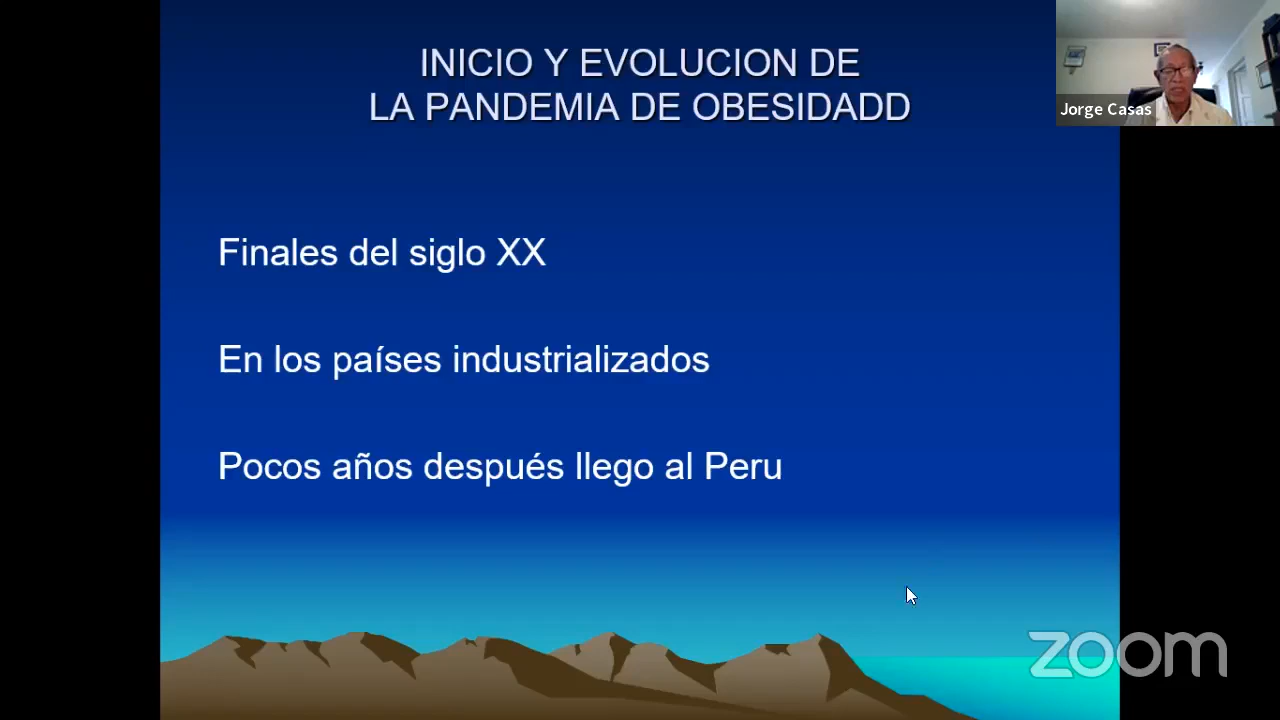 INICIO Y EVOLUCION DE
LA PANDEMIA DE OBESIDADD
Jorge Casas
Finales del siglo XX
En los países industrializados
Pocos años después llego al Peru
zoom